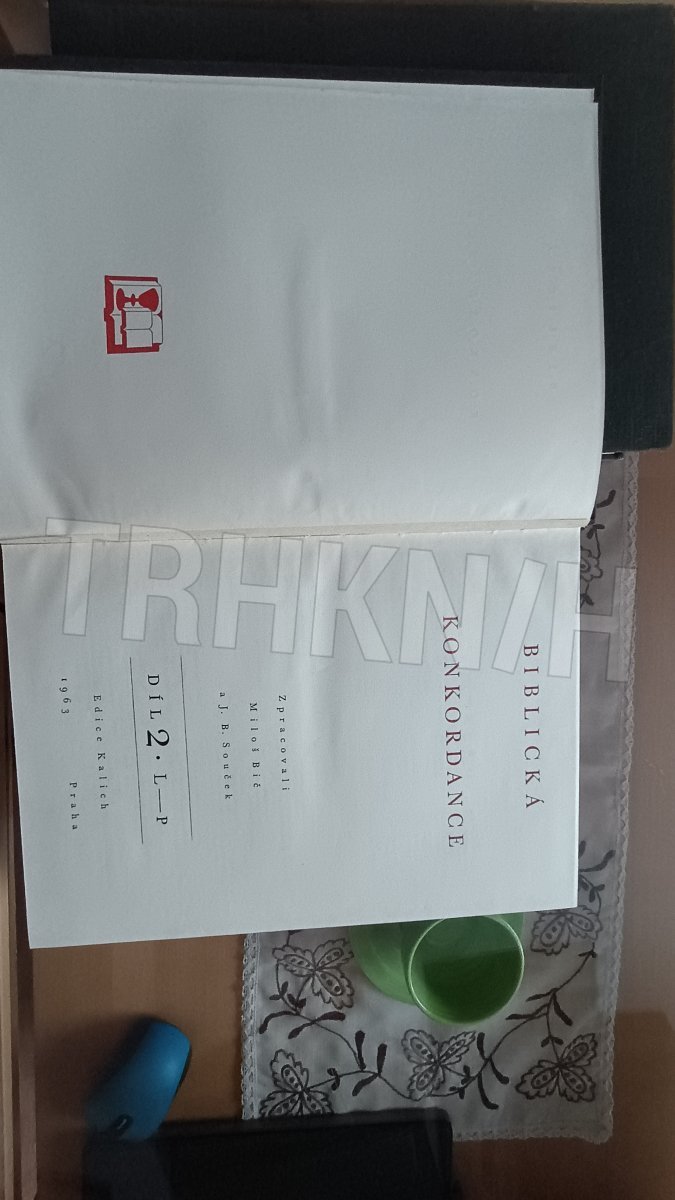 BIBLICKÁ
KONKORDANCE
Zpracovali
Miloš Bič
a J. B. Souček
DÍL 2 · L—P
Edice Kalich
1963 Praha
TRHKNIH